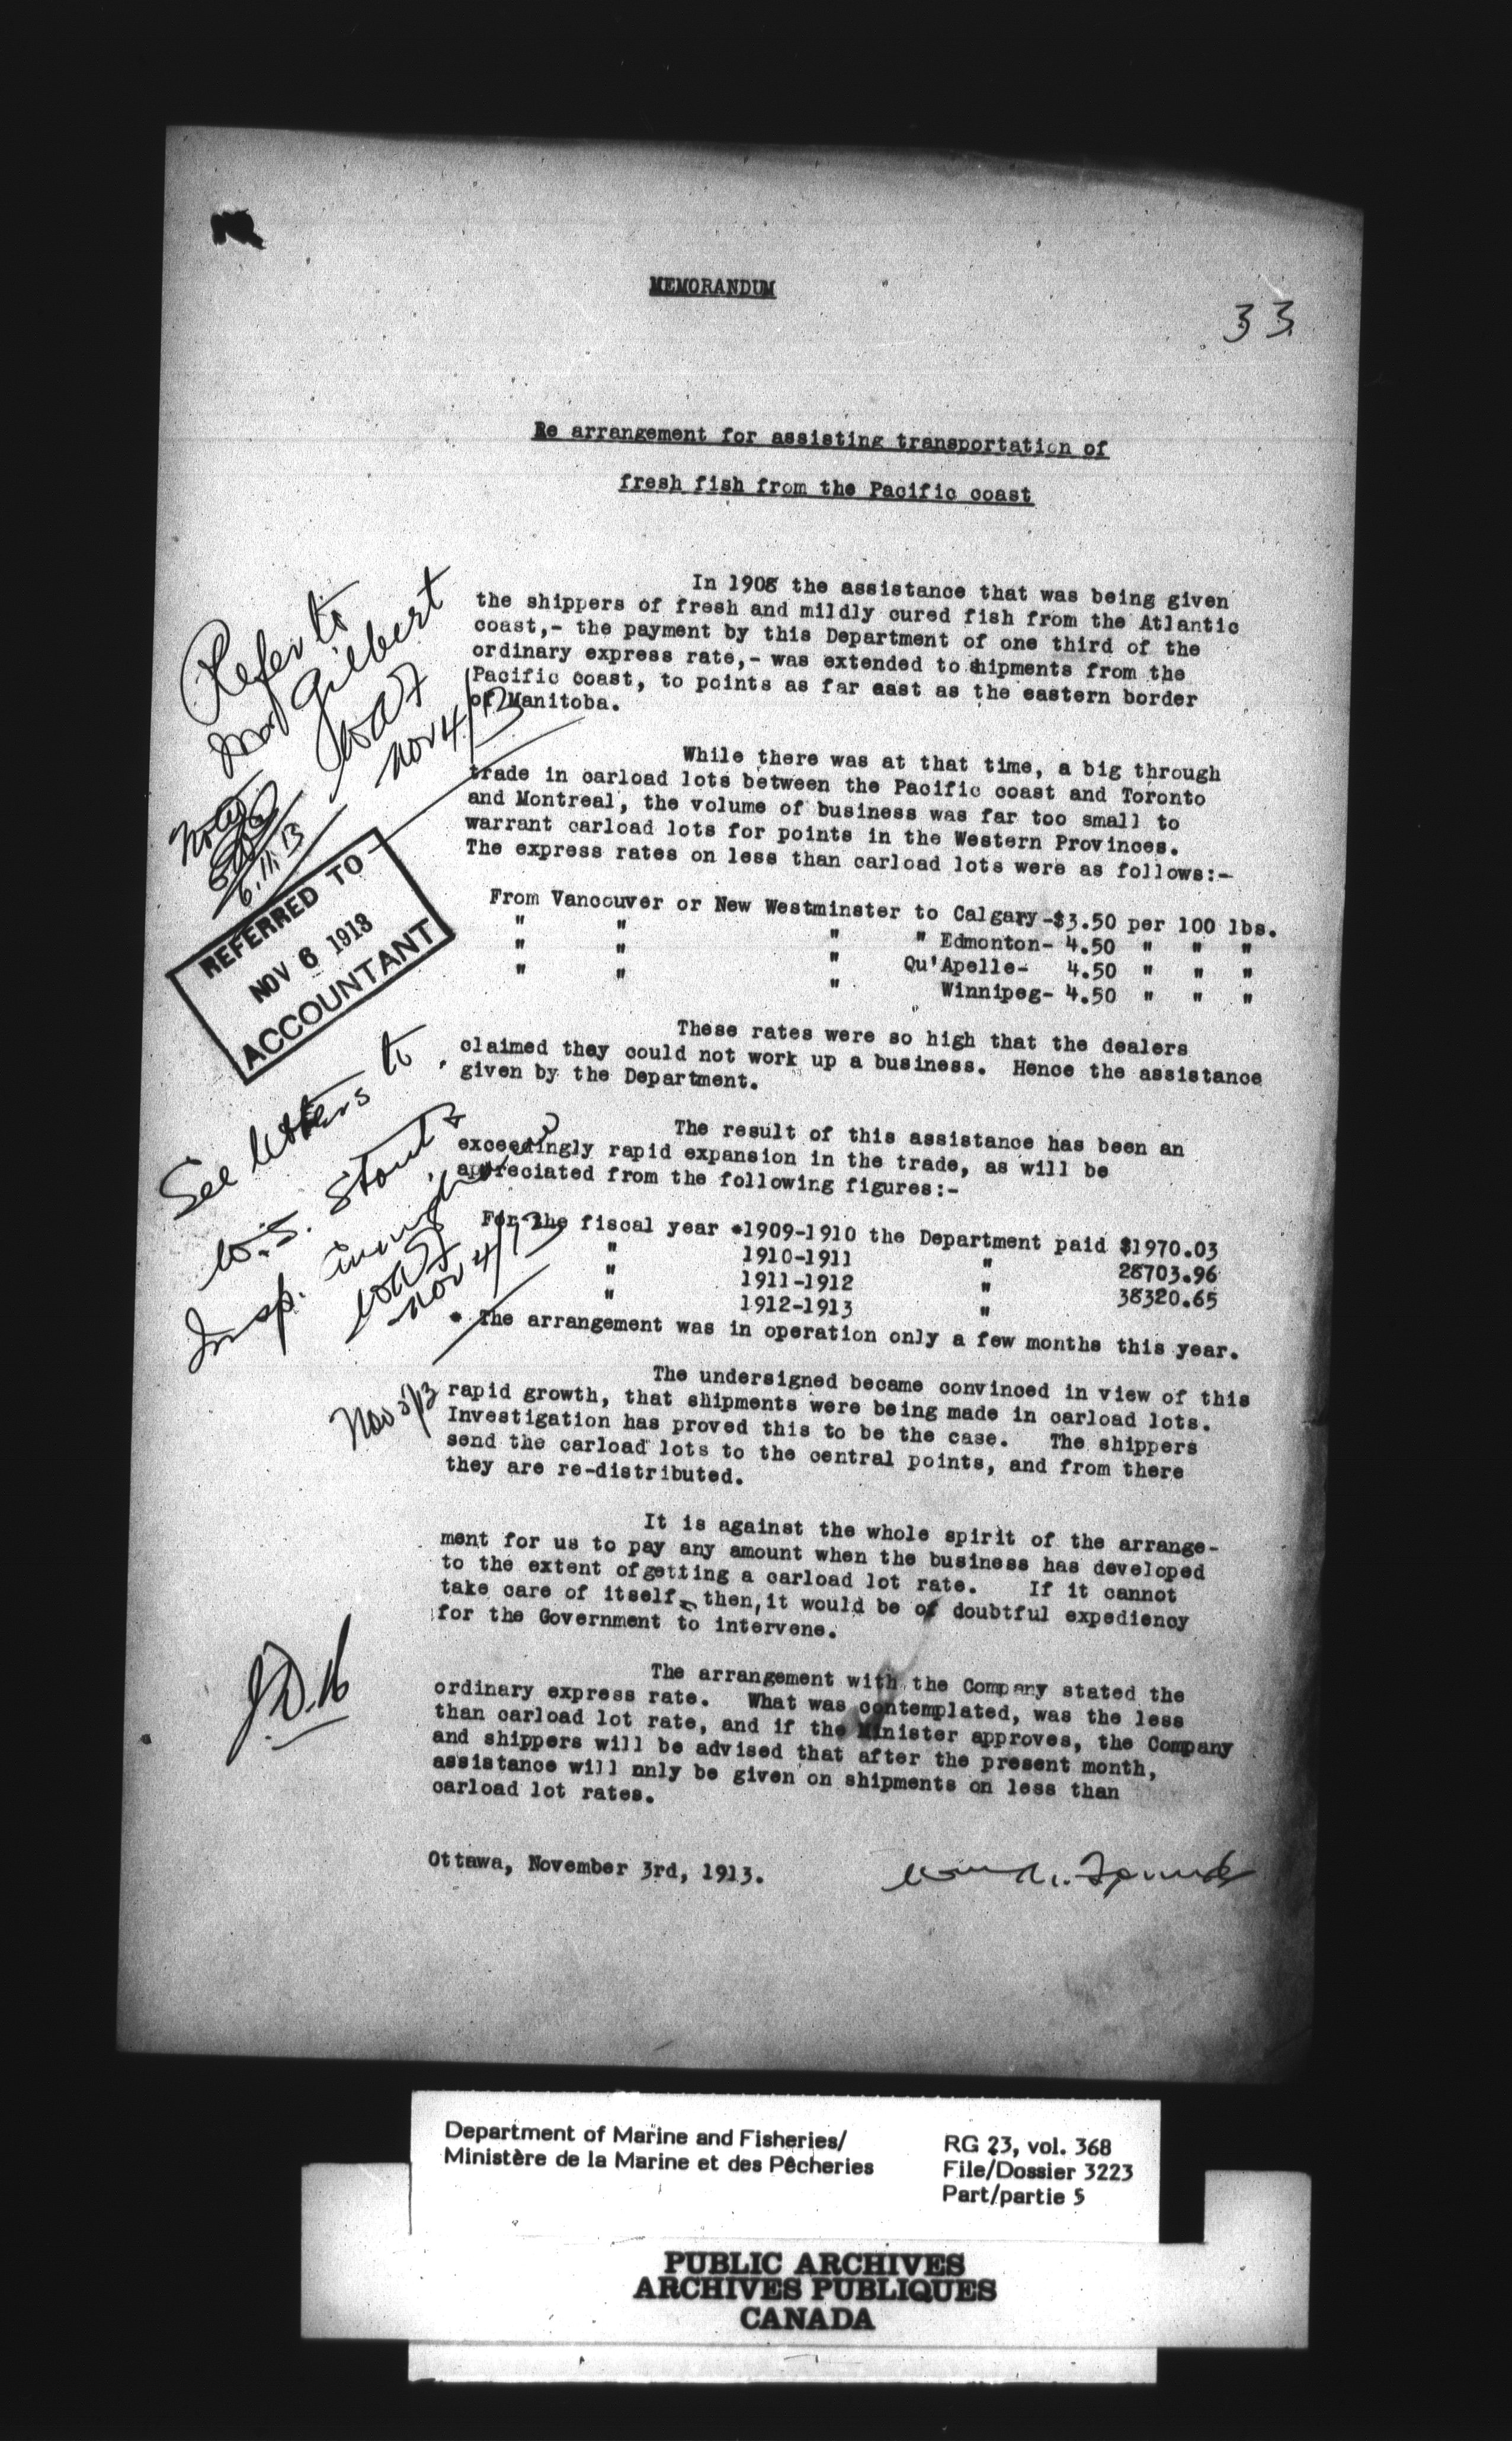 MEMORANDUM
33
Re arrangement for assisting transportation of
fresh fish from the Pacific coast
In 1908 the assistance that was being given
the shippers of fresh and mildly cured fish from the Atlantic
coast,- the payment by this Department of one third of the
ordinary express rate,- was extended to shipments from the
Pacific coast, to points as far east as the eastern border
of Manitoba.
Refer to
Mr Gilbert
Nov 4/13
Noted
6.11.13
While there was at that time, a big through
trade in carload lots between the Pacific coast and Toronto
and Montreal, the volume of business was far too small to
warrant carload lots for points in the Western Provinces.
The express rates on less than carload lots were as follows:-
REFERRED TO
NOV 6 1913
ACCOUNTANT
From Vancouver or New Westminster to Calgary-$3.50 per 100 lbs.
" " " " Edmonton- 4.50 " " "
" " " Qu'Apelle- 4.50 " " "
" " " Winnipeg- 4.50 " " "
These rates were so high that the dealers
claimed they could not work up a business. Hence the assistance
given by the Department.
See letters to
W.S. Stout &
Insp.
Nov 4/13
The result of this assistance has been an
exceedingly rapid expansion in the trade, as will be
appreciated from the following figures:-
For the fiscal year *1909-1910 the Department paid $1970.03
" 1910-1911 " 28703.96
" 1911-1912 " 38320.65
" 1912-1913 "
* The arrangement was in operation only a few months this year.
Nov 5/13
The undersigned became convinced in view of this
rapid growth, that shipments were being made in carload lots.
Investigation has proved this to be the case. The shippers
send the carload lots to the central points, and from there
they are re-distributed.
It is against the whole spirit of the arrange-
ment for us to pay any amount when the business has developed
to the extent of getting a carload lot rate. If it cannot
take care of itself, then, it would be of doubtful expediency
for the Government to intervene.
J.D.H
The arrangement with the Company stated the
ordinary express rate. What was contemplated, was the less
than carload lot rate, and if the Minister approves, the Company
and shippers will be advised that after the present month,
assistance will only be given on shipments on less than
carload lot rates.
Ottawa, November 3rd, 1913.
Department of Marine and Fisheries/
Ministère de la Marine et des Pêcheries
RG 23, vol. 368
File/Dossier 3223
Part/partie 5
PUBLIC ARCHIVES
ARCHIVES PUBLIQUES
CANADA